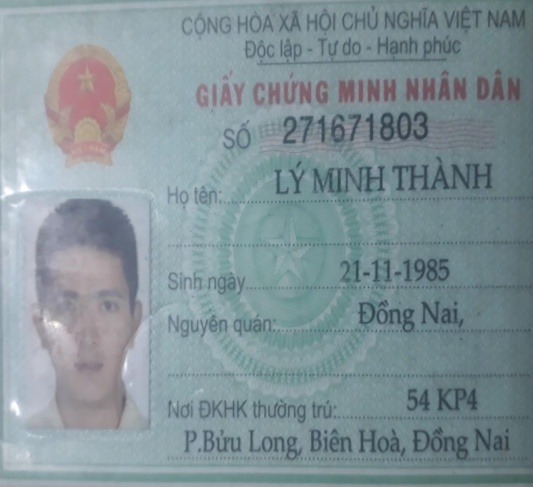 CỘNG HÒA XÃ HỘI CHỦ NGHĨA VIỆT NAM
Độc lập - Tự do - Hạnh phúc
GIẤY CHỨNG MINH NHÂN DÂN
SỐ 271671803
Họ tên: LÝ MINH THÀNH
Sinh ngày 21-11-1985
Nguyên quán: Đồng Nai,
Nơi ĐKHK thường trú: 54 KP4
P.Bửu Long, Biên Hoà, Đồng Nai